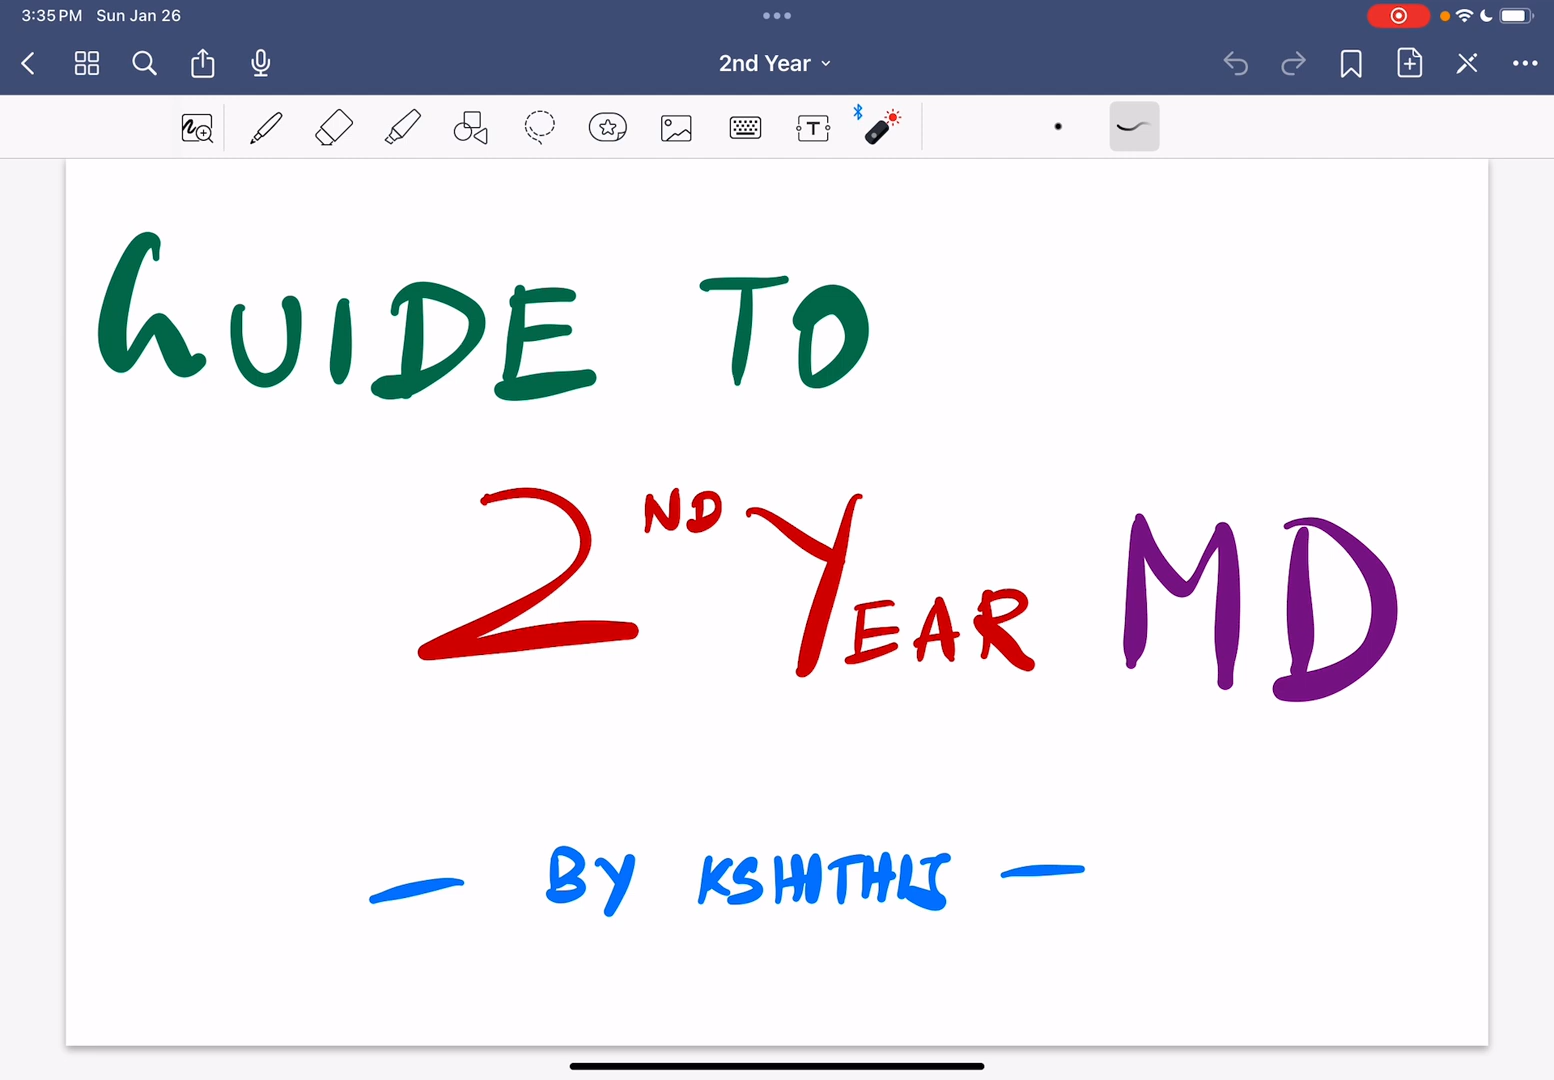 3:35 PM Sun Jan 26
2nd Year
T
GUIDE TO
2ND YEAR MD
— BY KSHITHIJ —